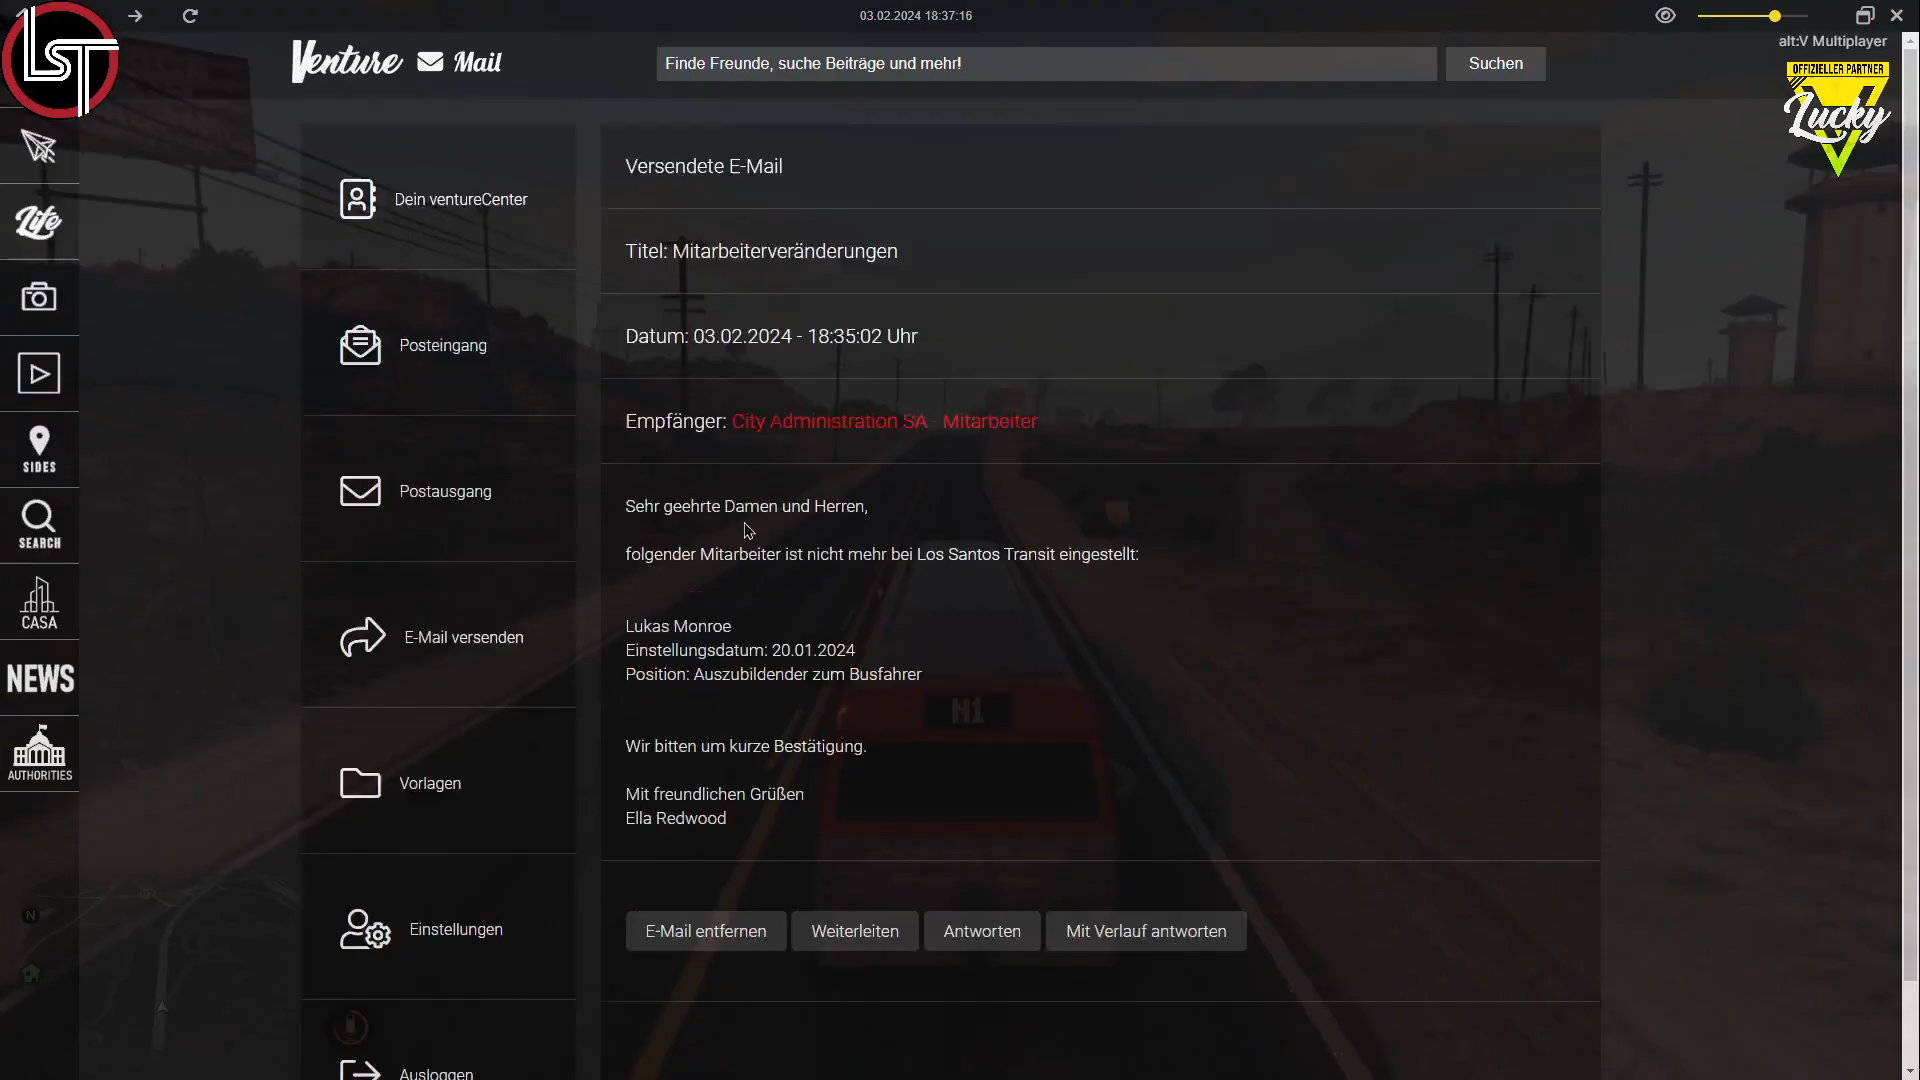 03.02.2024 18:37:16
LST
alt:V Multiplayer
Venture Mail
Finde Freunde, suche Beiträge und mehr!
Suchen
OFFIZIELLER PARTNER
Lucky V
Life
SIDES
SEARCH
CASA
NEWS
AUTHORITIES
Dein ventureCenter
Posteingang
Postausgang
E-Mail versenden
Vorlagen
Einstellungen
Ausloggen
Versendete E-Mail
Titel: Mitarbeiterveränderungen
Datum: 03.02.2024 - 18:35:02 Uhr
Empfänger: City Administration SA - Mitarbeiter
Sehr geehrte Damen und Herren,
folgender Mitarbeiter ist nicht mehr bei Los Santos Transit eingestellt:
Lukas Monroe
Einstellungsdatum: 20.01.2024
Position: Auszubildender zum Busfahrer
N1
Wir bitten um kurze Bestätigung.
Mit freundlichen Grüßen
Ella Redwood
E-Mail entfernen
Weiterleiten
Antworten
Mit Verlauf antworten
N